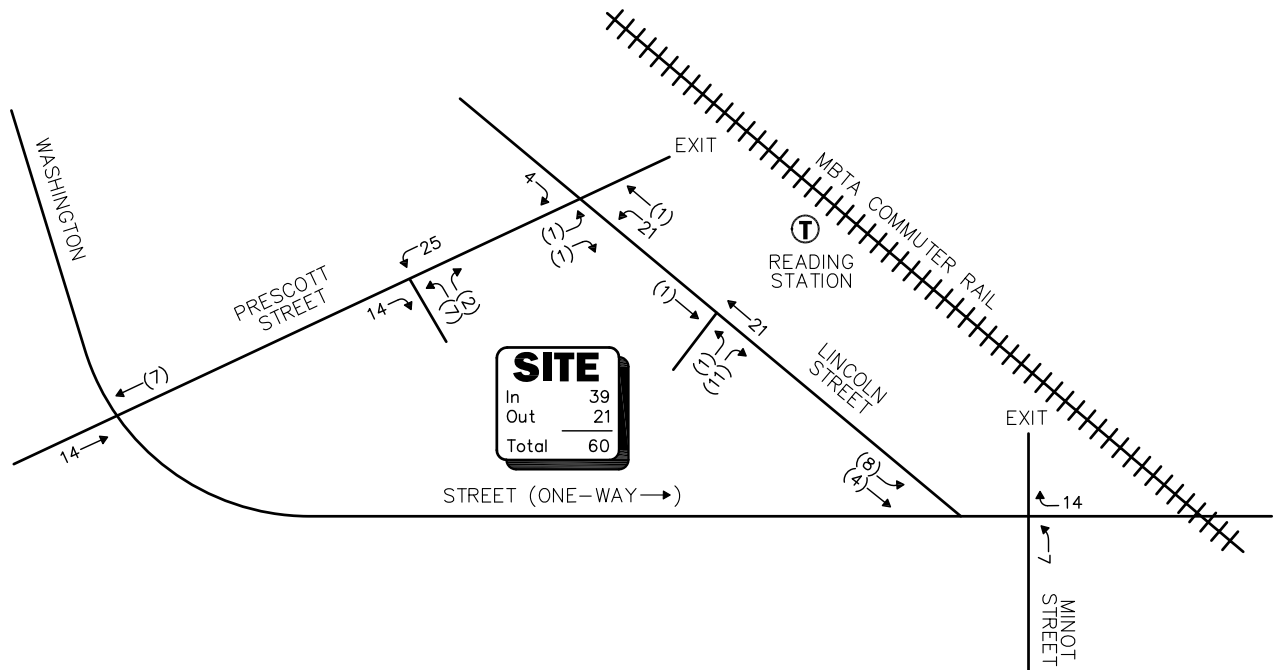 EXIT
WASHINGTON
4
(1)
21
(1)
(1)
MBTA COMMUTER RAIL
T
READING
STATION
25
PRESCOTT
STREET
14
(7)
(2)
(1)
21
(1)
(1)
LINCOLN
STREET
SITE
In 39
Out 21
Total 60
(7)
14
EXIT
(8)
(4)
STREET (ONE-WAY→)
14
7
MINOT
STREET